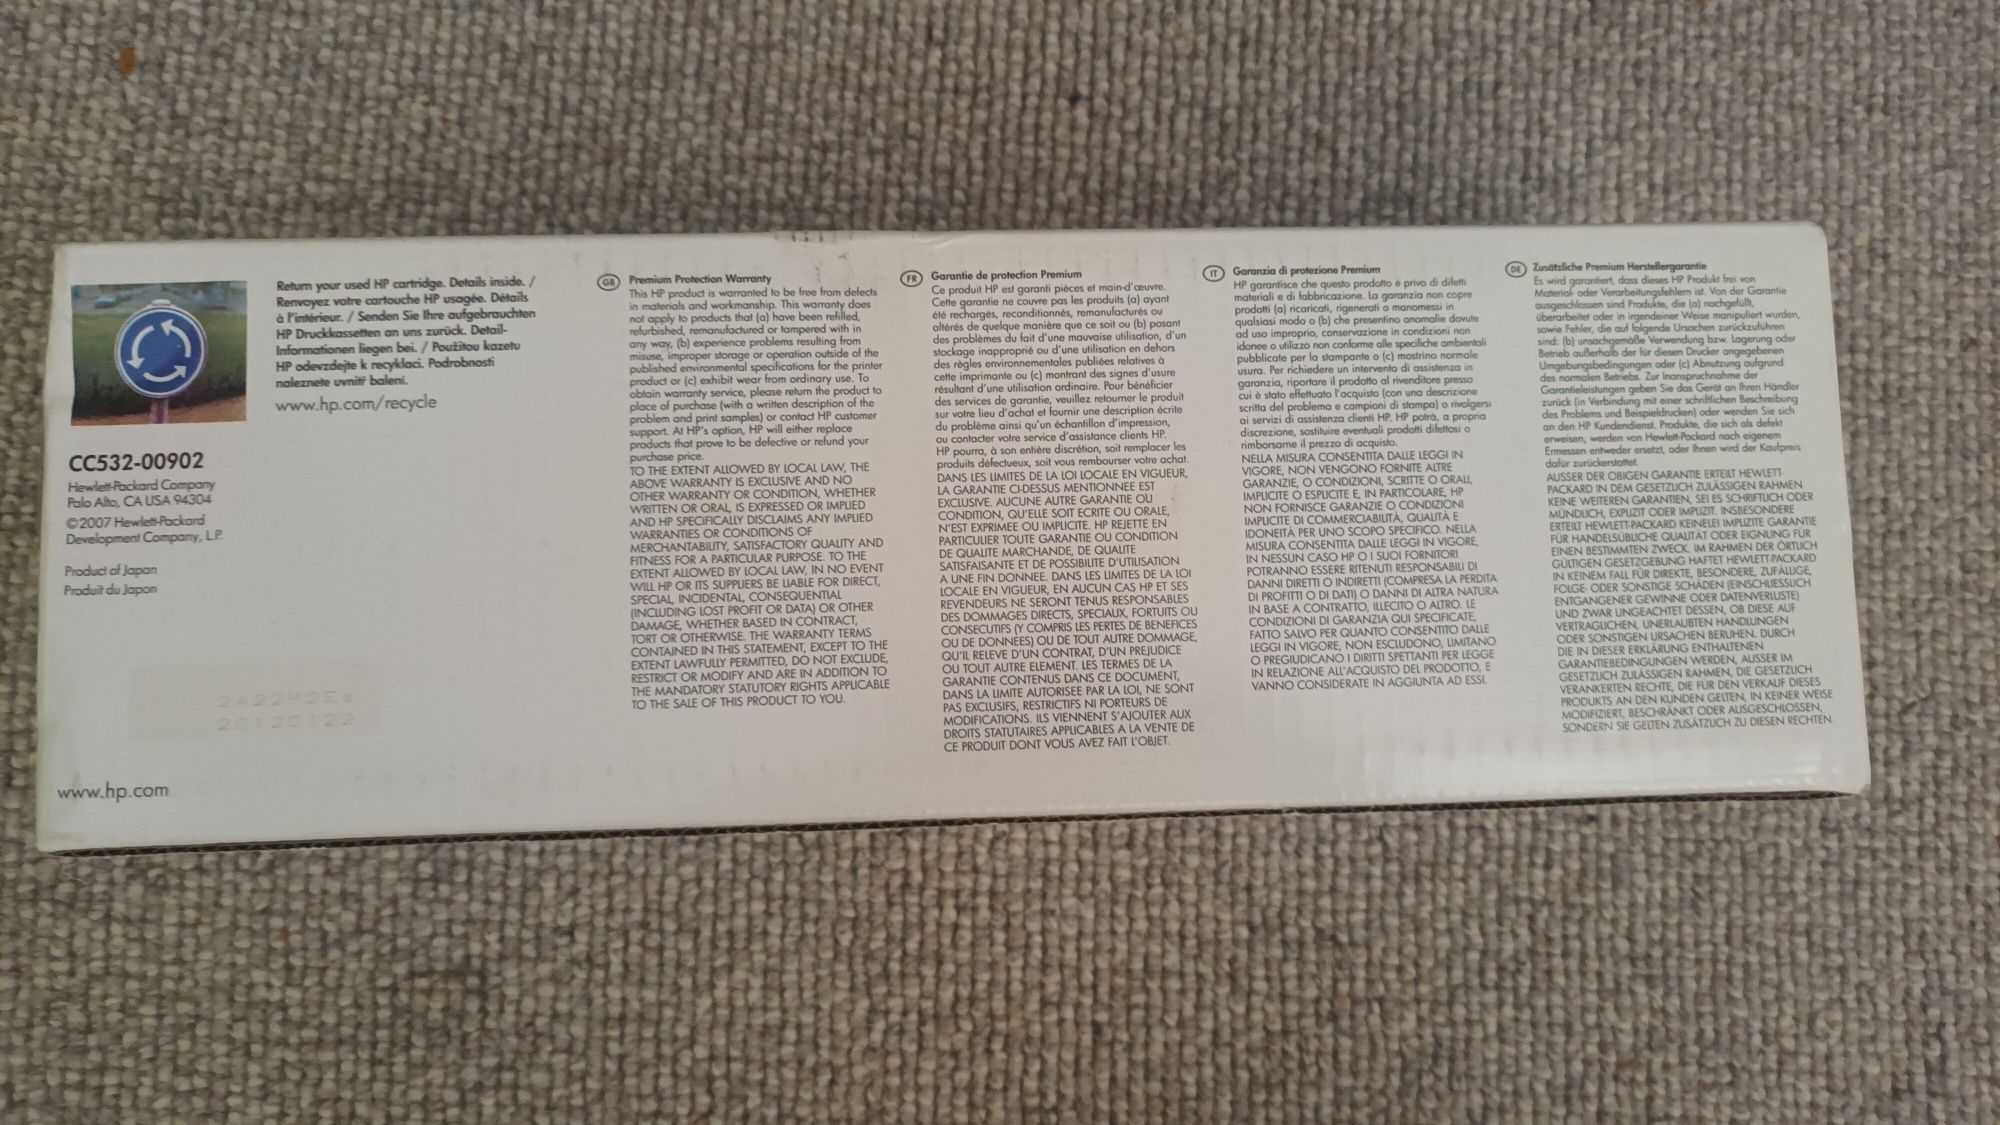 Return your used HP cartridge. Details inside. /
Renvoyez votre cartouche HP usagée. Détails
à l'intérieur. / Senden Sie Ihre aufgebrauchten
HP Druckkassetten an uns zurück. Detail-
Informationen liegen bei. / Použitou kazetu
HP odevzdejte k recyklaci. Podrobnosti
naleznete uvnitř balení.
www.hp.com/recycle
CC532-00902
Hewlett-Packard Company
Palo Alto, CA USA 94304
©2007 Hewlett-Packard
Development Company, L.P.
Product of Japan
Produit du Japon
20120122
www.hp.com
GB Premium Protection Warranty
This HP product is warranted to be free from defects
in materials and workmanship. This warranty does
not apply to products that (a) have been refilled,
refurbished, remanufactured or tampered with in
any way, (b) experience problems resulting from
misuse, improper storage or operation outside of the
published environmental specifications for the printer
product or (c) exhibit wear from ordinary use. To
obtain warranty service, please return the product to
place of purchase (with a written description of the
problem and print samples) or contact HP customer
support. At HP's option, HP will either replace
products that prove to be defective or refund your
purchase price.
TO THE EXTENT ALLOWED BY LOCAL LAW, THE
ABOVE WARRANTY IS EXCLUSIVE AND NO
OTHER WARRANTY OR CONDITION, WHETHER
WRITTEN OR ORAL, IS EXPRESSED OR IMPLIED
AND HP SPECIFICALLY DISCLAIMS ANY IMPLIED
WARRANTIES OR CONDITIONS OF
MERCHANTABILITY, SATISFACTORY QUALITY AND
FITNESS FOR A PARTICULAR PURPOSE. TO THE
EXTENT ALLOWED BY LOCAL LAW, IN NO EVENT
WILL HP OR ITS SUPPLIERS BE LIABLE FOR DIRECT,
SPECIAL, INCIDENTAL, CONSEQUENTIAL
(INCLUDING LOST PROFIT OR DATA) OR OTHER
DAMAGE, WHETHER BASED IN CONTRACT,
TORT OR OTHERWISE. THE WARRANTY TERMS
CONTAINED IN THIS STATEMENT, EXCEPT TO THE
EXTENT LAWFULLY PERMITTED, DO NOT EXCLUDE,
RESTRICT OR MODIFY AND ARE IN ADDITION TO
THE MANDATORY STATUTORY RIGHTS APPLICABLE
TO THE SALE OF THIS PRODUCT TO YOU.
FR Garantie de protection Premium
Ce produit HP est garanti pièces et main-d'œuvre.
Cette garantie ne couvre pas les produits (a) ayant
été rechargés, reconditionnés, remanufacturés ou
altérés de quelque manière que ce soit ou (b) posant
des problèmes du fait d'une mauvaise utilisation, d'un
stockage inapproprié ou d'une utilisation en dehors
des règles environnementales publiées relatives à
cette imprimante ou (c) montrant des signes d'usure
résultant d'une utilisation ordinaire. Pour bénéficier
des services de garantie, veuillez retourner le produit
sur votre lieu d'achat et fournir une description écrite
du problème ainsi qu'un échantillon d'impression,
ou contacter votre service d'assistance clients HP.
HP pourra, à son entière discrétion, soit remplacer les
produits défectueux, soit vous rembourser votre achat.
DANS LES LIMITES DE LA LOI LOCALE EN VIGUEUR,
LA GARANTIE CI-DESSUS MENTIONNEE EST
EXCLUSIVE. AUCUNE AUTRE GARANTIE OU
CONDITION, QU'ELLE SOIT ECRITE OU ORALE,
N'EST EXPRIMEE OU IMPLICITE. HP REJETTE EN
PARTICULIER TOUTE GARANTIE OU CONDITION
DE QUALITE MARCHANDE, DE QUALITE
SATISFAISANTE ET DE POSSIBILITE D'UTILISATION
A UNE FIN DONNEE. DANS LES LIMITES DE LA LOI
LOCALE EN VIGUEUR, EN AUCUN CAS HP ET SES
REVENDEURS NE SERONT TENUS RESPONSABLES
DES DOMMAGES DIRECTS, SPECIAUX, FORTUITS OU
CONSECUTIFS (Y COMPRIS LES PERTES DE BENEFICES
OU DE DONNEES) OU DE TOUT AUTRE DOMMAGE,
QU'IL RELEVE D'UN CONTRAT, D'UN PREJUDICE
OU TOUT AUTRE ELEMENT. LES TERMES DE LA
GARANTIE CONTENUS DANS CE DOCUMENT,
DANS LA LIMITE AUTORISEE PAR LA LOI, NE SONT
PAS EXCLUSIFS, RESTRICTIFS NI PORTEURS DE
MODIFICATIONS. ILS VIENNENT S'AJOUTER AUX
DROITS STATUTAIRES APPLICABLES A LA VENTE DE
CE PRODUIT DONT VOUS AVEZ FAIT L'OBJET.
IT Garanzia di protezione Premium
HP garantisce che questo prodotto è privo di difetti
materiali e di fabbricazione. La garanzia non copre
prodotti (a) ricaricati, rigenerati o manomessi in
qualsiasi modo o (b) che presentino anomalie dovute
ad uso improprio, conservazione in condizioni non
idonee o utilizzo non conforme alle specifiche ambientali
pubblicate per la stampante o (c) mostrino normale
usura. Per richiedere un intervento di assistenza in
garanzia, riportare il prodotto al rivenditore presso
cui è stato effettuato l'acquisto (con una descrizione
scritta del problema e campioni di stampa) o rivolgersi
ai servizi di assistenza clienti HP. HP potrà, a propria
discrezione, sostituire eventuali prodotti difettosi o
rimborsarne il prezzo di acquisto.
NELLA MISURA CONSENTITA DALLE LEGGI IN
VIGORE, NON VENGONO FORNITE ALTRE
GARANZIE, O CONDIZIONI, SCRITTE O ORALI,
IMPLICITE O ESPLICITE E, IN PARTICOLARE, HP
NON FORNISCE GARANZIE O CONDIZIONI
IMPLICITE DI COMMERCIABILITÀ, QUALITÀ E
IDONEITÀ PER UNO SCOPO SPECIFICO. NELLA
MISURA CONSENTITA DALLE LEGGI IN VIGORE,
IN NESSUN CASO HP O I SUOI FORNITORI
POTRANNO ESSERE RITENUTI RESPONSABILI DI
DANNI DIRETTI O INDIRETTI (COMPRESA LA PERDITA
DI PROFITTI O DI DATI) O DANNI DI ALTRA NATURA
IN BASE A CONTRATTO, ILLECITO O ALTRO. LE
CONDIZIONI DI GARANZIA QUI SPECIFICATE,
FATTO SALVO PER QUANTO CONSENTITO DALLE
LEGGI IN VIGORE, NON ESCLUDONO, LIMITANO
O PREGIUDICANO I DIRITTI SPETTANTI PER LEGGE
IN RELAZIONE ALL'ACQUISTO DEL PRODOTTO, E
VANNO CONSIDERATE IN AGGIUNTA AD ESSI.
DE Zusätzliche Premium Herstellergarantie
Es wird garantiert, dass dieses HP Produkt frei von
Material- oder Verarbeitungsfehlern ist. Von der Garantie
ausgeschlossen sind Produkte, die (a) nachgefüllt,
überarbeitet oder in irgendeiner Weise manipuliert wurden,
sowie Fehler, die auf folgende Ursachen zurückzuführen
sind: (b) unsachgemäße Verwendung bzw. Lagerung oder
Betrieb außerhalb der für diesen Drucker angegebenen
Umgebungsbedingungen oder (c) Abnutzung aufgrund
des normalen Betriebs. Zur Inanspruchnahme der
Garantieleistungen geben Sie das Gerät an Ihren Händler
zurück (in Verbindung mit einer schriftlichen Beschreibung
des Problems und Beispieldrucken) oder wenden Sie sich
an den HP Kundendienst. Produkte, die sich als defekt
erweisen, werden von Hewlett-Packard nach eigenem
Ermessen entweder ersetzt, oder Ihnen wird der Kaufpreis
dafür zurückerstattet.
AUSSER DER OBIGEN GARANTIE ERTEILT HEWLETT-
PACKARD IN DEM GESETZLICH ZULÄSSIGEN RAHMEN
KEINE WEITEREN GARANTIEN, SEI ES SCHRIFTLICH ODER
MÜNDLICH, EXPLIZIT ODER IMPLIZIT. INSBESONDERE
ERTEILT HEWLETT-PACKARD KEINELEI IMPLIZITE GARANTIE
FÜR HANDELSÜBLICHE QUALITÄT ODER EIGNUNG FÜR
EINEN BESTIMMTEN ZWECK. IM RAHMEN DER ÖRTLICH
GÜLTIGEN GESETZGEBUNG HAFTET HEWLETT-PACKARD
IN KEINEM FALL FÜR DIREKTE, BESONDERE, ZUFÄLLIGE,
FOLGE- ODER SONSTIGE SCHÄDEN (EINSCHLIESSLICH
ENTGANGENER GEWINNE ODER DATENVERLUSTE)
UND ZWAR UNGEACHTET DESSEN, OB DIESE AUF
VERTRAGLICHEN, UNERLAUBTEN HANDLUNGEN
ODER SONSTIGEN URSACHEN BERUHEN. DURCH
DIE IN DIESER ERKLÄRUNG ENTHALTENEN
GARANTIEBEDINGUNGEN WERDEN, AUSSER IM
GESETZLICH ZULÄSSIGEN RAHMEN, DIE GESETZLICH
VERANKERTEN RECHTE, DIE FÜR DEN VERKAUF DIESES
PRODUKTS AN DEN KUNDEN GELTEN, IN KEINER WEISE
MODIFIZIERT, BESCHRÄNKT ODER AUSGESCHLOSSEN,
SONDERN SIE GELTEN ZUSÄTZLICH ZU DIESEN RECHTEN.